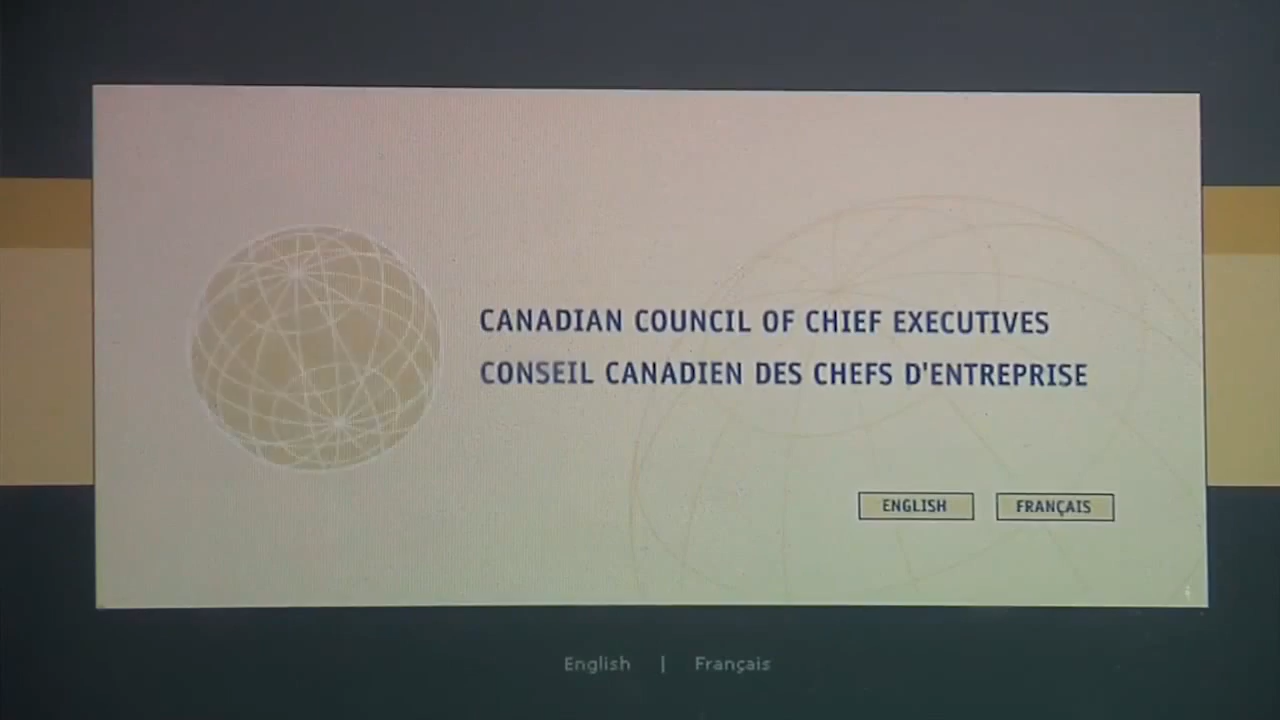 CANADIAN COUNCIL OF CHIEF EXECUTIVES
CONSEIL CANADIEN DES CHEFS D'ENTREPRISE
ENGLISH FRANÇAIS
English | Français